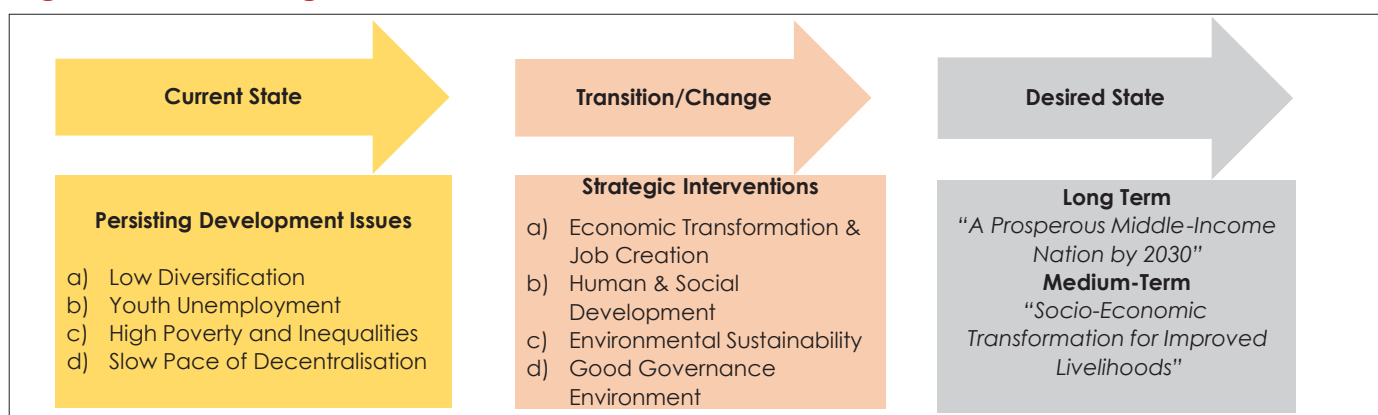 Current State
Transition/Change
Desired State
Persisting Development Issues
a) Low Diversification
b) Youth Unemployment
c) High Poverty and Inequalities
d) Slow Pace of Decentralisation
Strategic Interventions
a) Economic Transformation &
Job Creation
b) Human & Social
Development
c) Environmental Sustainability
d) Good Governance
Environment
Long Term
“A Prosperous Middle-Income
Nation by 2030”
Medium-Term
“Socio-Economic
Transformation for Improved
Livelihoods”